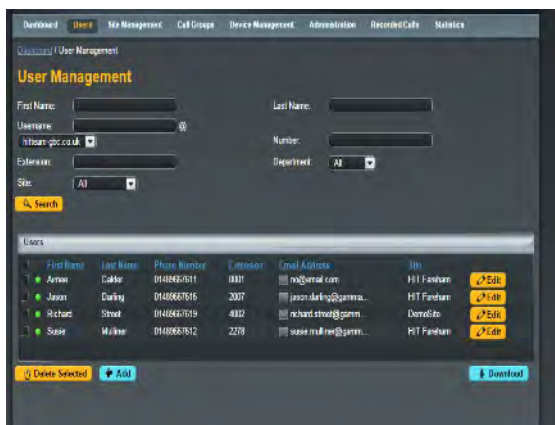 Dashboard Users Site Management Call Groups Device Management Administration Recorded Calls Statistics
Dashboard / User Management
User Management
First Name: Last Name:
Username: @
hitteam-gbc.co.uk Number:
Extension: Department: All
Site: All
Search
Users
First Name Last Name Phone Number Extension Email Address Site
Aimee Calder 01489667611 0001 no@email.com HIT Fareham Edit
Jason Darling 01489667616 2007 jason.darling@gamma... HIT Fareham Edit
Richard Street 01489667619 4002 richard.street@gamm... DemoSite Edit
Susie Mulliner 01489667612 2278 susie.mulliner@gamm... HIT Fareham Edit
Delete Selected Add Download